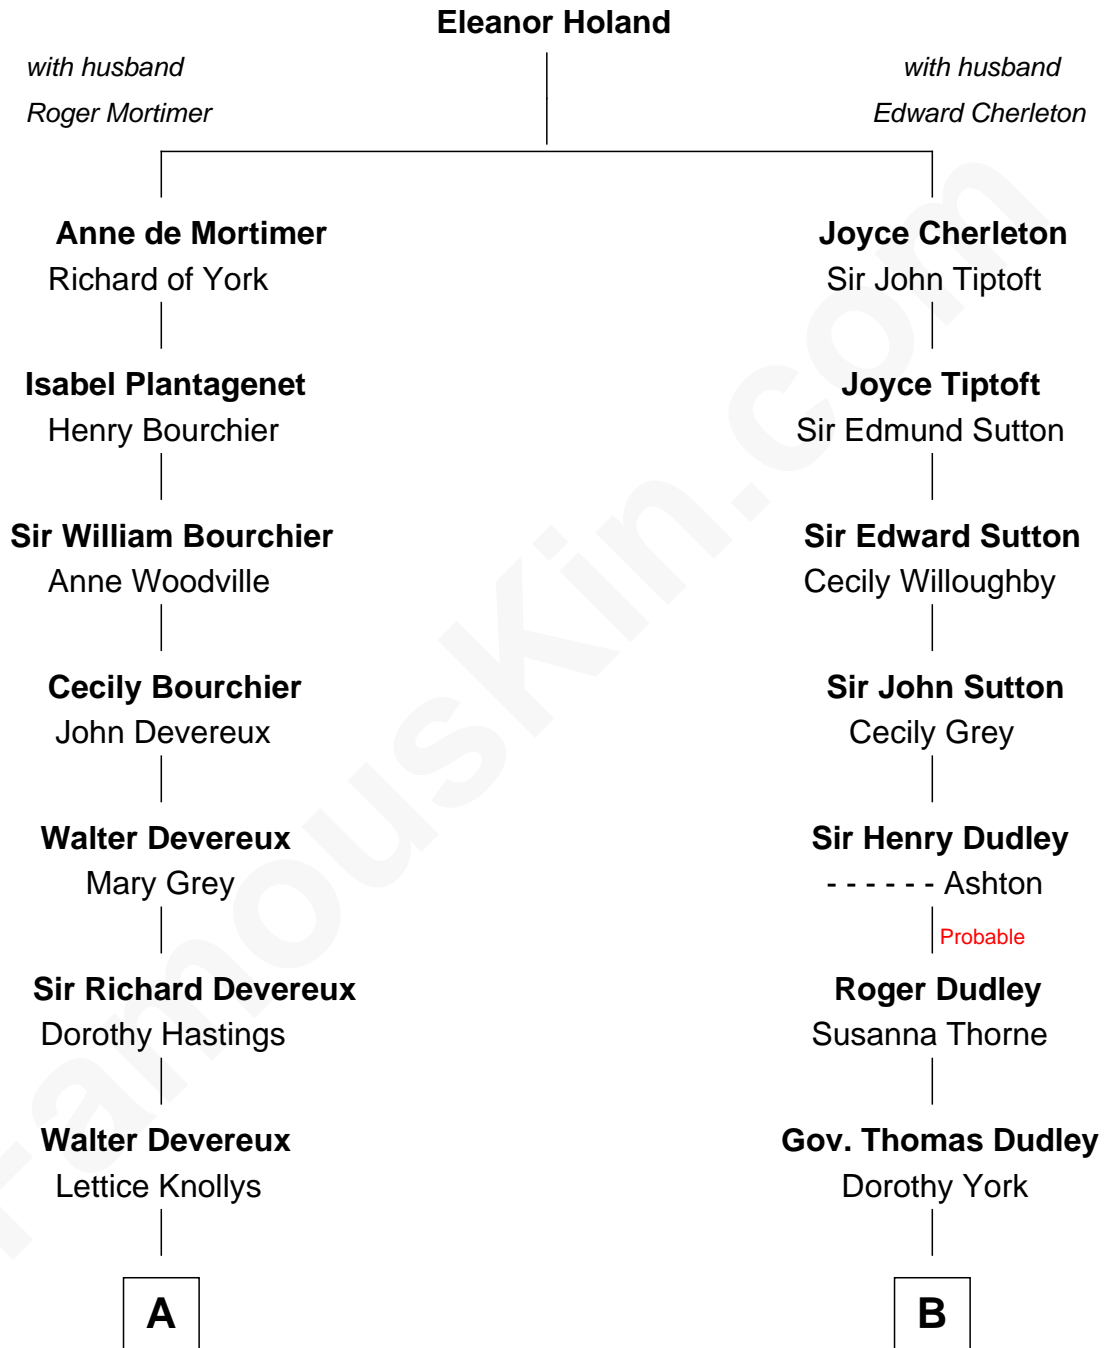 Eleanor Holand
with husband
Roger Mortimer
with husband
Edward Cherleton
Anne de Mortimer
Richard of York
Joyce Cherleton
Sir John Tiptoft
Isabel Plantagenet
Henry Bourchier
Joyce Tiptoft
Sir Edmund Sutton
Sir William Bourchier
Anne Woodville
Sir Edward Sutton
Cecily Willoughby
Cecily Bourchier
John Devereux
Sir John Sutton
Cecily Grey
Walter Devereux
Mary Grey
Sir Henry Dudley
- - - - - - Ashton
Probable
Sir Richard Devereux
Dorothy Hastings
Roger Dudley
Susanna Thorne
Walter Devereux
Lettice Knollys
Gov. Thomas Dudley
Dorothy York
A
B
FamousKin.com